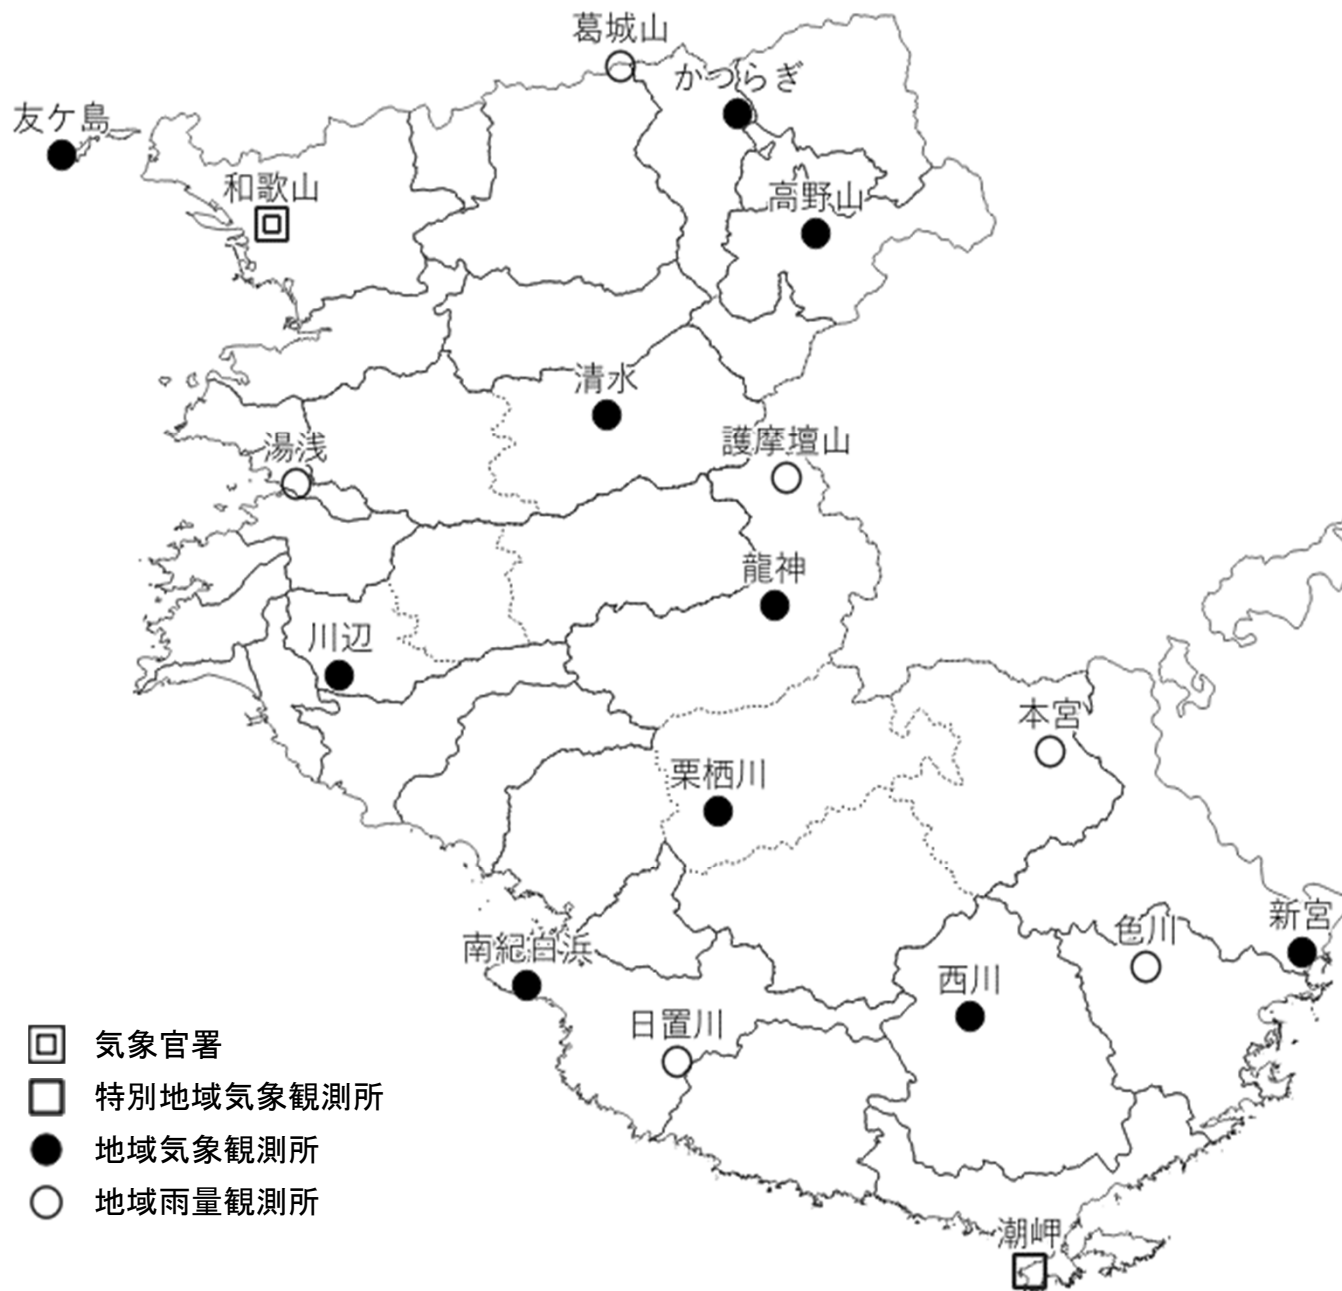 葛城山
かつらぎ
友ケ島
和歌山
高野山
清水
湯浅
護摩壇山
龍神
川辺
本宮
栗栖川
新宮
色川
南紀白浜
西川
日置川
気象官署
特別地域気象観測所
地域気象観測所
地域雨量観測所
潮岬